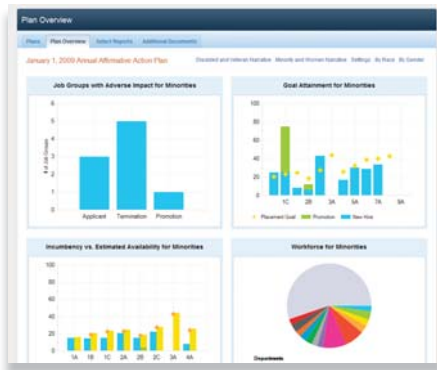 Plan Overview
Plans Plan Overview Select Reports Additional Documents
January 1, 2009 Annual Affirmative Action Plan Disabled and Veteran Narrative Minority and Women Narrative Settings By Race By Gender
Job Groups with Adverse Impact for Minorities
6
5
4
3
2
1
0
# of Job Groups
Applicant Termination Promotion
Goal Attainment for Minorities
100
80
60
40
20
0
1C 2B 3A 5A 7A 9A
Placement Goal Promotion New Hire
Incumbency vs. Estimated Availability for Minorities
100
80
60
40
20
0
1A 1B 1C 2A 2B 2C 3A 4A
Workforce for Minorities
Departments